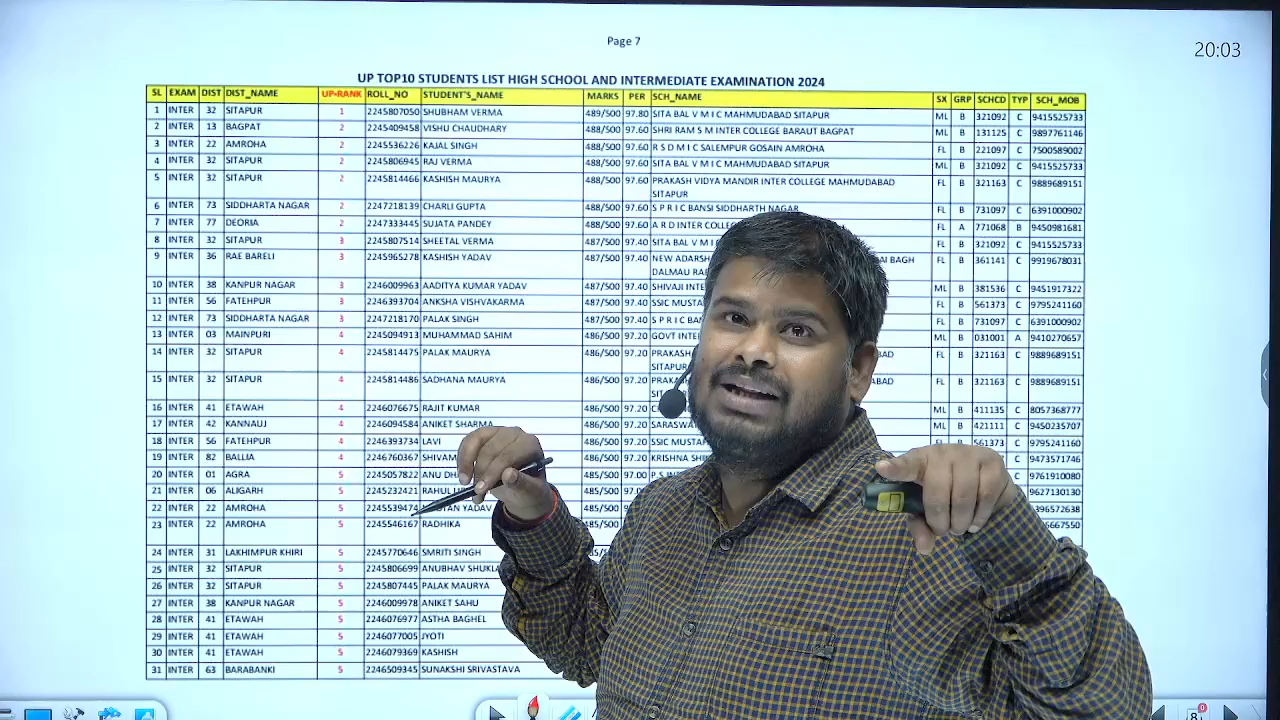 Page 7
20:03
UP TOP10 STUDENTS LIST HIGH SCHOOL AND INTERMEDIATE EXAMINATION 2024
SL EXAM DIST DIST_NAME UP-RANK ROLL_NO STUDENT'S_NAME MARKS PER SCH_NAME SX GRP SCHCD TYP SCH_MOB
1 INTER 32 SITAPUR 1 2245807050 SHUBHAM VERMA 489/500 97.80 SITA BAL V M I C MAHMUDABAD SITAPUR ML B 321092 C 9415525733
2 INTER 13 BAGPAT 2 2245409458 VISHU CHAUDHARY 488/500 97.60 SHRI RAM S M INTER COLLEGE BARAUT BAGPAT ML B 131125 C 9897761146
3 INTER 22 AMROHA 2 2245536226 KAJAL SINGH 488/500 97.60 R S D M I C SALEMPUR GOSAIN AMROHA FL B 221097 C 7500589002
4 INTER 32 SITAPUR 2 2245806945 RAJ VERMA 488/500 97.60 SITA BAL V M I C MAHMUDABAD SITAPUR ML B 321092 C 9415525733
5 INTER 32 SITAPUR 2 2245814466 KASHISH MAURYA 488/500 97.60 PRAKASH VIDYA MANDIR INTER COLLEGE MAHMUDABAD FL B 321163 C 9889689151
SITAPUR
6 INTER 73 SIDDHARTA NAGAR 2 2247218139 CHARLI GUPTA 488/500 97.60 S P R I C BANSI SIDDHARTH NAGAR FL B 731097 C 6391000902
7 INTER 77 DEORIA 2 2247333445 SUJATA PANDEY 488/500 97.60 A R D INTER FL A 771068 B 9450981681
8 INTER 32 SITAPUR 3 2245807514 SHEETAL VERMA 487/500 97.40 SITA BAL V M I FL B 321092 C 9415525733
9 INTER 36 RAE BARELI 3 2245965278 KASHISH YADAV 487/500 97.40 NEW BAGH FL B 361141 C 9919678031
DALMAU
10 INTER 38 KANPUR NAGAR 3 2246009963 AADITYA KUMAR YADAV 487/500 97.40 SHIVAJI ML B 381536 C 9451917322
11 INTER 56 FATEHPUR 3 2246393704 ANKSHA VISHVAKARMA 487/500 97.40 SSIC FL B 561373 C 9795241160
12 INTER 73 SIDDHARTA NAGAR 3 2247218170 PALAK SINGH 487/500 97.40 S P R I C FL B 731097 C 6391000902
13 INTER 03 MAINPURI 4 2245094913 MUHAMMAD SAHIM 486/500 97.20 GOVT ML B 031001 A 9410270657
14 INTER 32 SITAPUR 4 2245814475 PALAK MAURYA 486/500 97.20 FL B 321163 C 9889689151
15 INTER 32 SITAPUR 4 2245814486 SADHANA MAURYA 486/500 97.20 FL B 321163 C 9889689151
16 INTER 41 ETAWAH 4 2246076675 RAJIT KUMAR 486/500 97.20 ML B 411135 C 8057368777
17 INTER 42 KANNAUJ 4 2246094584 ANIKET SHARMA 486/500 97.20 ML B 421111 C 9450235707
18 INTER 56 FATEHPUR 4 2246393734 LAVI 486/500 97.20 SSIC 561373 C 9795241160
19 INTER 82 BALLIA 4 2246760367 SHIVAM 486/500 97.20 KRISHNA C 9473571746
20 INTER 01 AGRA 5 2245057822 ANU 485/500 97.00 C 9761910080
21 INTER 06 ALIGARH 5 2245232421 RAHUL 485/500 9627130130
22 INTER 22 AMROHA 5 2245539474 YADAV 485/500
23 INTER 22 AMROHA 5 2245546167 RADHIKA 485/500
24 INTER 31 LAKHIMPUR KHIRI 5 2245770646 SMRITI SINGH
25 INTER 32 SITAPUR 5 2245806699 ANUBHAV SHUKLA
26 INTER 32 SITAPUR 5 2245807445 PALAK MAURYA
27 INTER 38 KANPUR NAGAR 5 2246009978 ANIKET SAHU
28 INTER 41 ETAWAH 5 2246076977 ASTHA BAGHEL
29 INTER 41 ETAWAH 5 2246077005 JYOTI
30 INTER 41 ETAWAH 5 2246079369 KASHISH
31 INTER 63 BARABANKI 5 2246509345 SUNAKSHI SRIVASTAVA